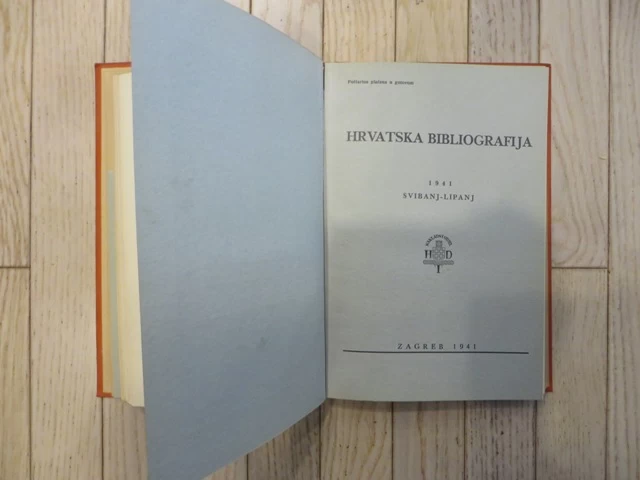 Poštarina plaćena u gotovom
HRVATSKA BIBLIOGRAFIJA
1941
SVIBANJ-LIPANJ
ZAGREB 1941